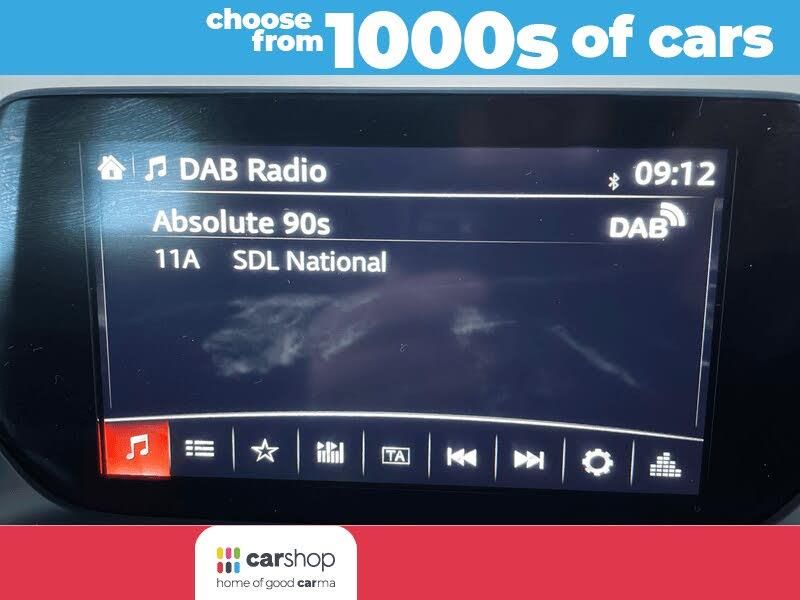 choose
from 1000s of cars
DAB Radio 09:12
Absolute 90s DAB
11A SDL National
TA
carshop
home of good carma